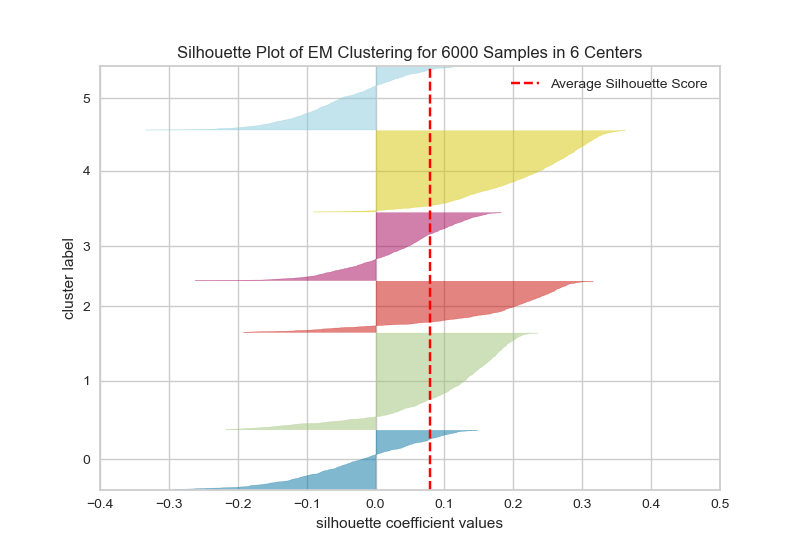 Silhouette Plot of EM Clustering for 6000 Samples in 6 Centers
Average Silhouette Score
5
4
3
2
1
0
cluster label
−0.4 −0.3 −0.2 −0.1 0.0 0.1 0.2 0.3 0.4 0.5
silhouette coefficient values